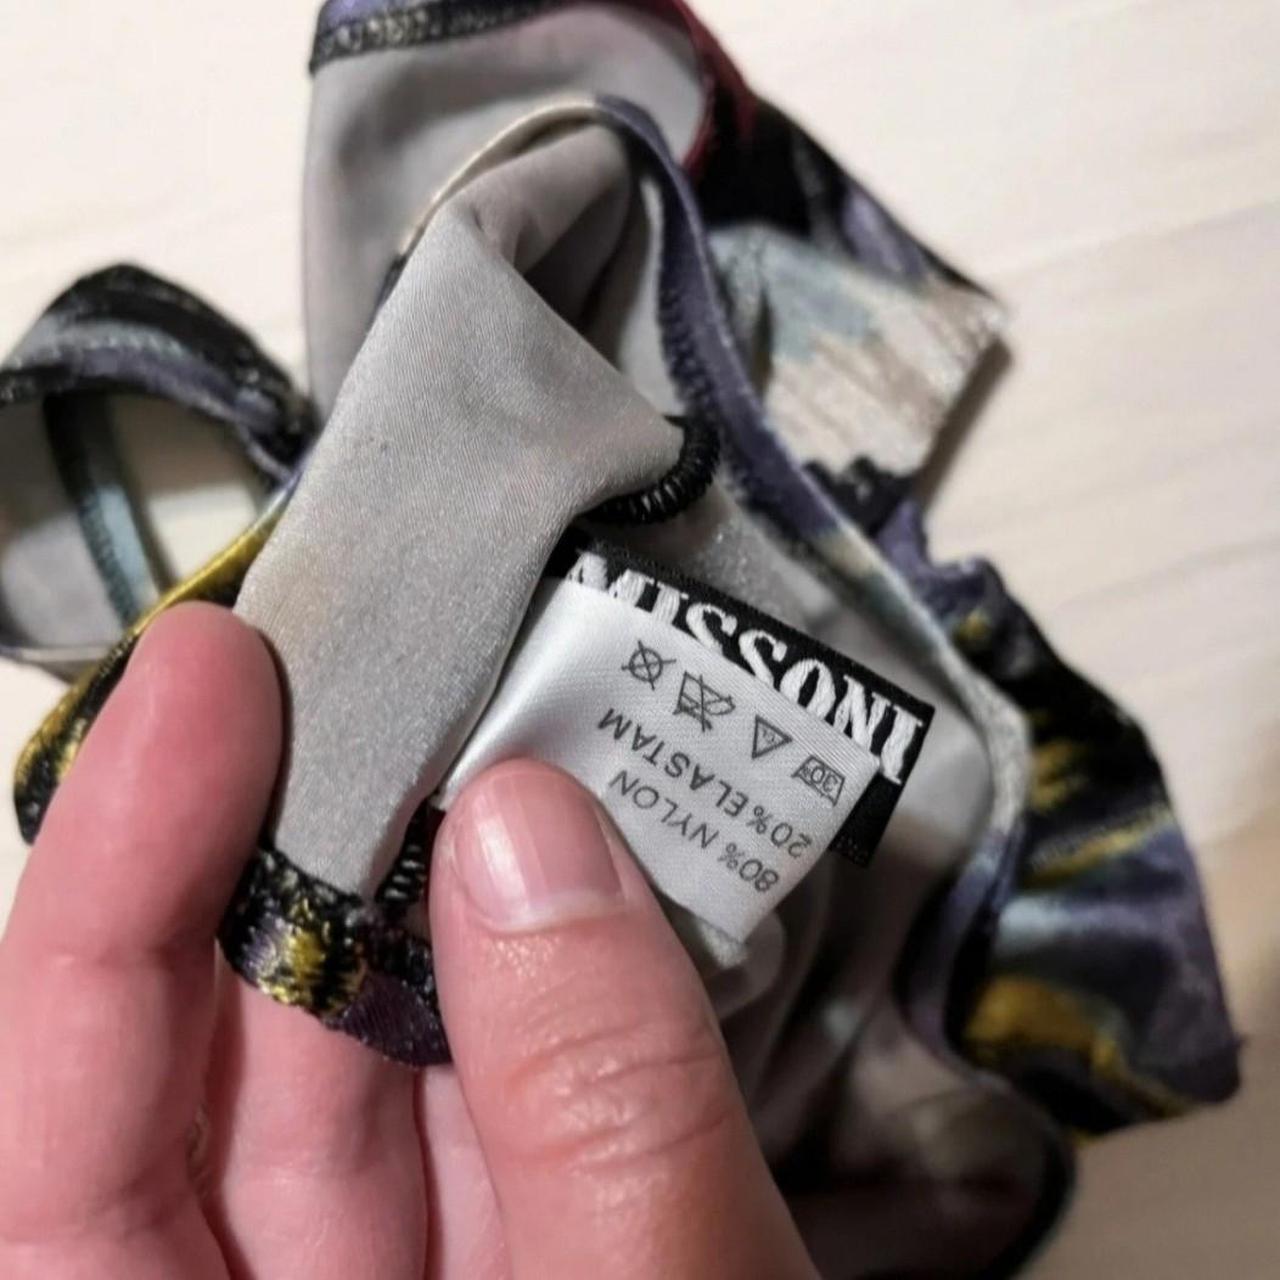 MISSONI
80% NYLON
20% ELASTAM
30°